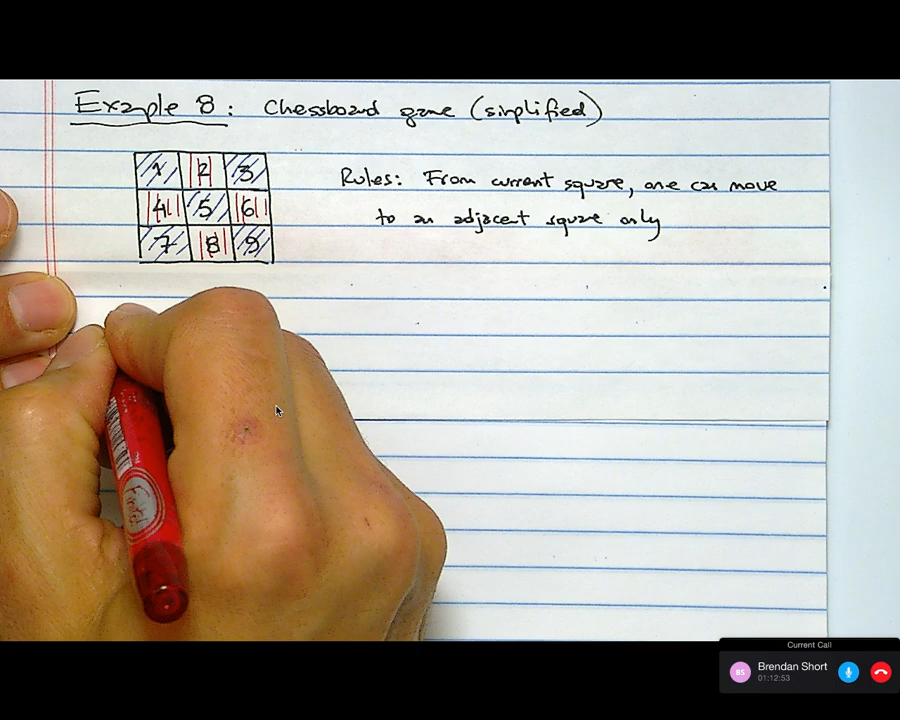 Example 8: Chessboard game (simplified)
1 2 3
4 5 6
7 8 9
Rules: From current square, one can move
to an adjacent square only
Current Call
BS
Brendan Short
01:12:53